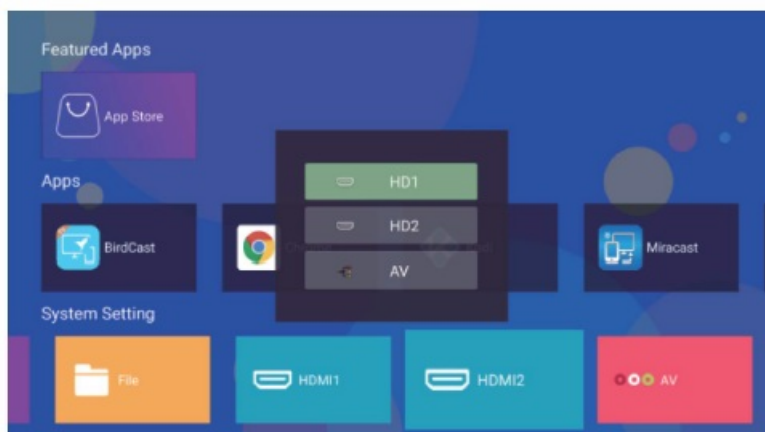 Featured Apps
App Store
HD1
Apps
HD2
BirdCast
Miracast
AV
System Setting
File
HDMI1
HDMI2
AV